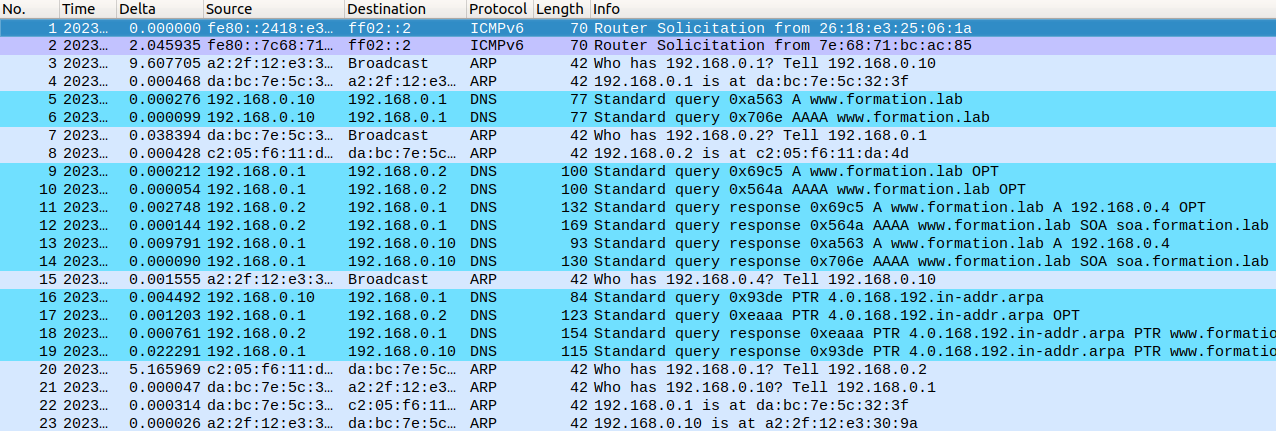 No. Time Delta Source Destination Protocol Length Info
1 2023… 0.000000 fe80::2418:e3… ff02::2 ICMPv6 70 Router Solicitation from 26:18:e3:25:06:1a
2 2023… 2.045935 fe80::7c68:71… ff02::2 ICMPv6 70 Router Solicitation from 7e:68:71:bc:ac:85
3 2023… 9.607705 a2:2f:12:e3:3… Broadcast ARP 42 Who has 192.168.0.1? Tell 192.168.0.10
4 2023… 0.000468 da:bc:7e:5c:3… a2:2f:12:e3… ARP 42 192.168.0.1 is at da:bc:7e:5c:32:3f
5 2023… 0.000276 192.168.0.10 192.168.0.1 DNS 77 Standard query 0xa563 A www.formation.lab
6 2023… 0.000099 192.168.0.10 192.168.0.1 DNS 77 Standard query 0x706e AAAA www.formation.lab
7 2023… 0.038394 da:bc:7e:5c:3… Broadcast ARP 42 Who has 192.168.0.2? Tell 192.168.0.1
8 2023… 0.000428 c2:05:f6:11:d… da:bc:7e:5c… ARP 42 192.168.0.2 is at c2:05:f6:11:da:4d
9 2023… 0.000212 192.168.0.1 192.168.0.2 DNS 100 Standard query 0x69c5 A www.formation.lab OPT
10 2023… 0.000054 192.168.0.1 192.168.0.2 DNS 100 Standard query 0x564a AAAA www.formation.lab OPT
11 2023… 0.002748 192.168.0.2 192.168.0.1 DNS 132 Standard query response 0x69c5 A www.formation.lab A 192.168.0.4 OPT
12 2023… 0.000144 192.168.0.2 192.168.0.1 DNS 169 Standard query response 0x564a AAAA www.formation.lab SOA soa.formation.lab
13 2023… 0.009791 192.168.0.1 192.168.0.10 DNS 93 Standard query response 0xa563 A www.formation.lab A 192.168.0.4
14 2023… 0.000090 192.168.0.1 192.168.0.10 DNS 130 Standard query response 0x706e AAAA www.formation.lab SOA soa.formation.lab
15 2023… 0.001555 a2:2f:12:e3:3… Broadcast ARP 42 Who has 192.168.0.4? Tell 192.168.0.10
16 2023… 0.004492 192.168.0.10 192.168.0.1 DNS 84 Standard query 0x93de PTR 4.0.168.192.in-addr.arpa
17 2023… 0.001203 192.168.0.1 192.168.0.2 DNS 123 Standard query 0xeaaa PTR 4.0.168.192.in-addr.arpa OPT
18 2023… 0.000761 192.168.0.2 192.168.0.1 DNS 154 Standard query response 0xeaaa PTR 4.0.168.192.in-addr.arpa PTR www.formatio
19 2023… 0.022291 192.168.0.1 192.168.0.10 DNS 115 Standard query response 0x93de PTR 4.0.168.192.in-addr.arpa PTR www.formatio
20 2023… 5.165969 c2:05:f6:11:d… da:bc:7e:5c… ARP 42 Who has 192.168.0.1? Tell 192.168.0.2
21 2023… 0.000047 da:bc:7e:5c:3… a2:2f:12:e3… ARP 42 Who has 192.168.0.10? Tell 192.168.0.1
22 2023… 0.000314 da:bc:7e:5c:3… c2:05:f6:11… ARP 42 192.168.0.1 is at da:bc:7e:5c:32:3f
23 2023… 0.000026 a2:2f:12:e3:3… da:bc:7e:5c… ARP 42 192.168.0.10 is at a2:2f:12:e3:30:9a